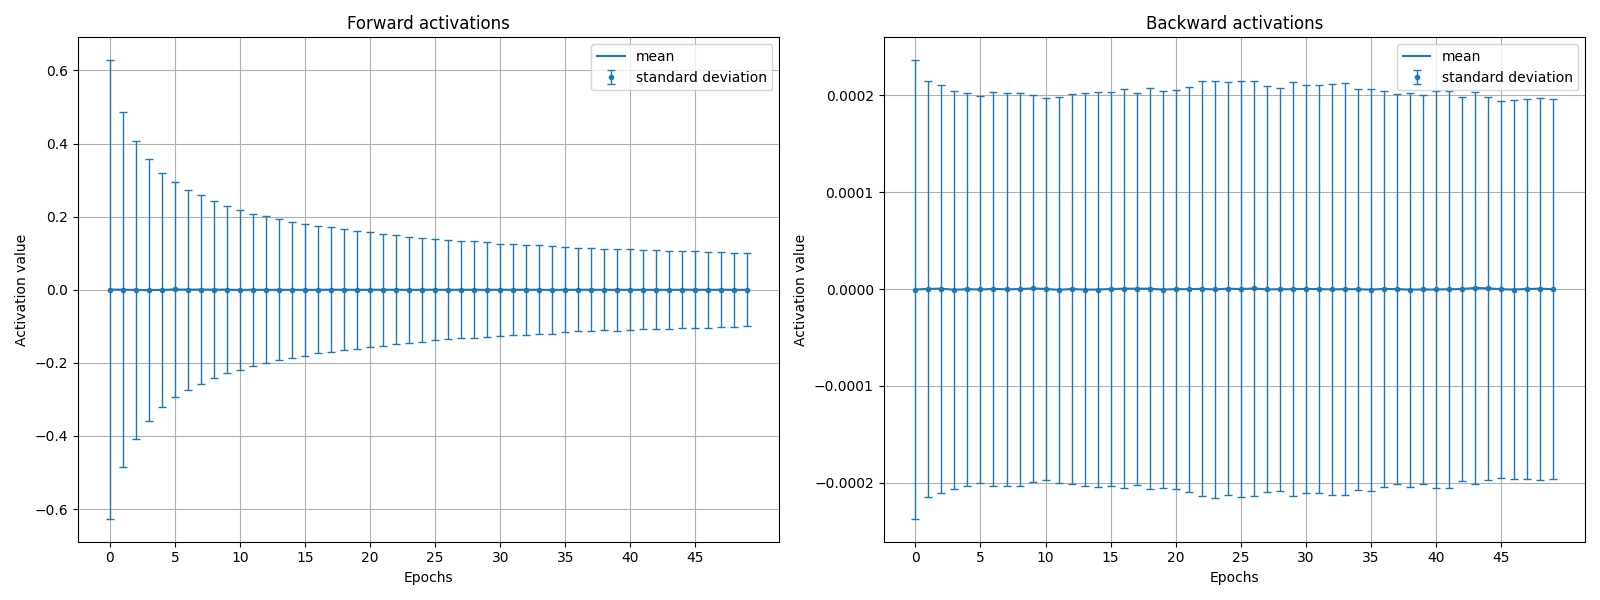 Forward activations
Activation value
0.6
0.4
0.2
0.0
−0.2
−0.4
−0.6
mean
standard deviation
0 5 10 15 20 25 30 35 40 45
Epochs
Backward activations
Activation value
0.0002
0.0001
0.0000
−0.0001
−0.0002
mean
standard deviation
0 5 10 15 20 25 30 35 40 45
Epochs